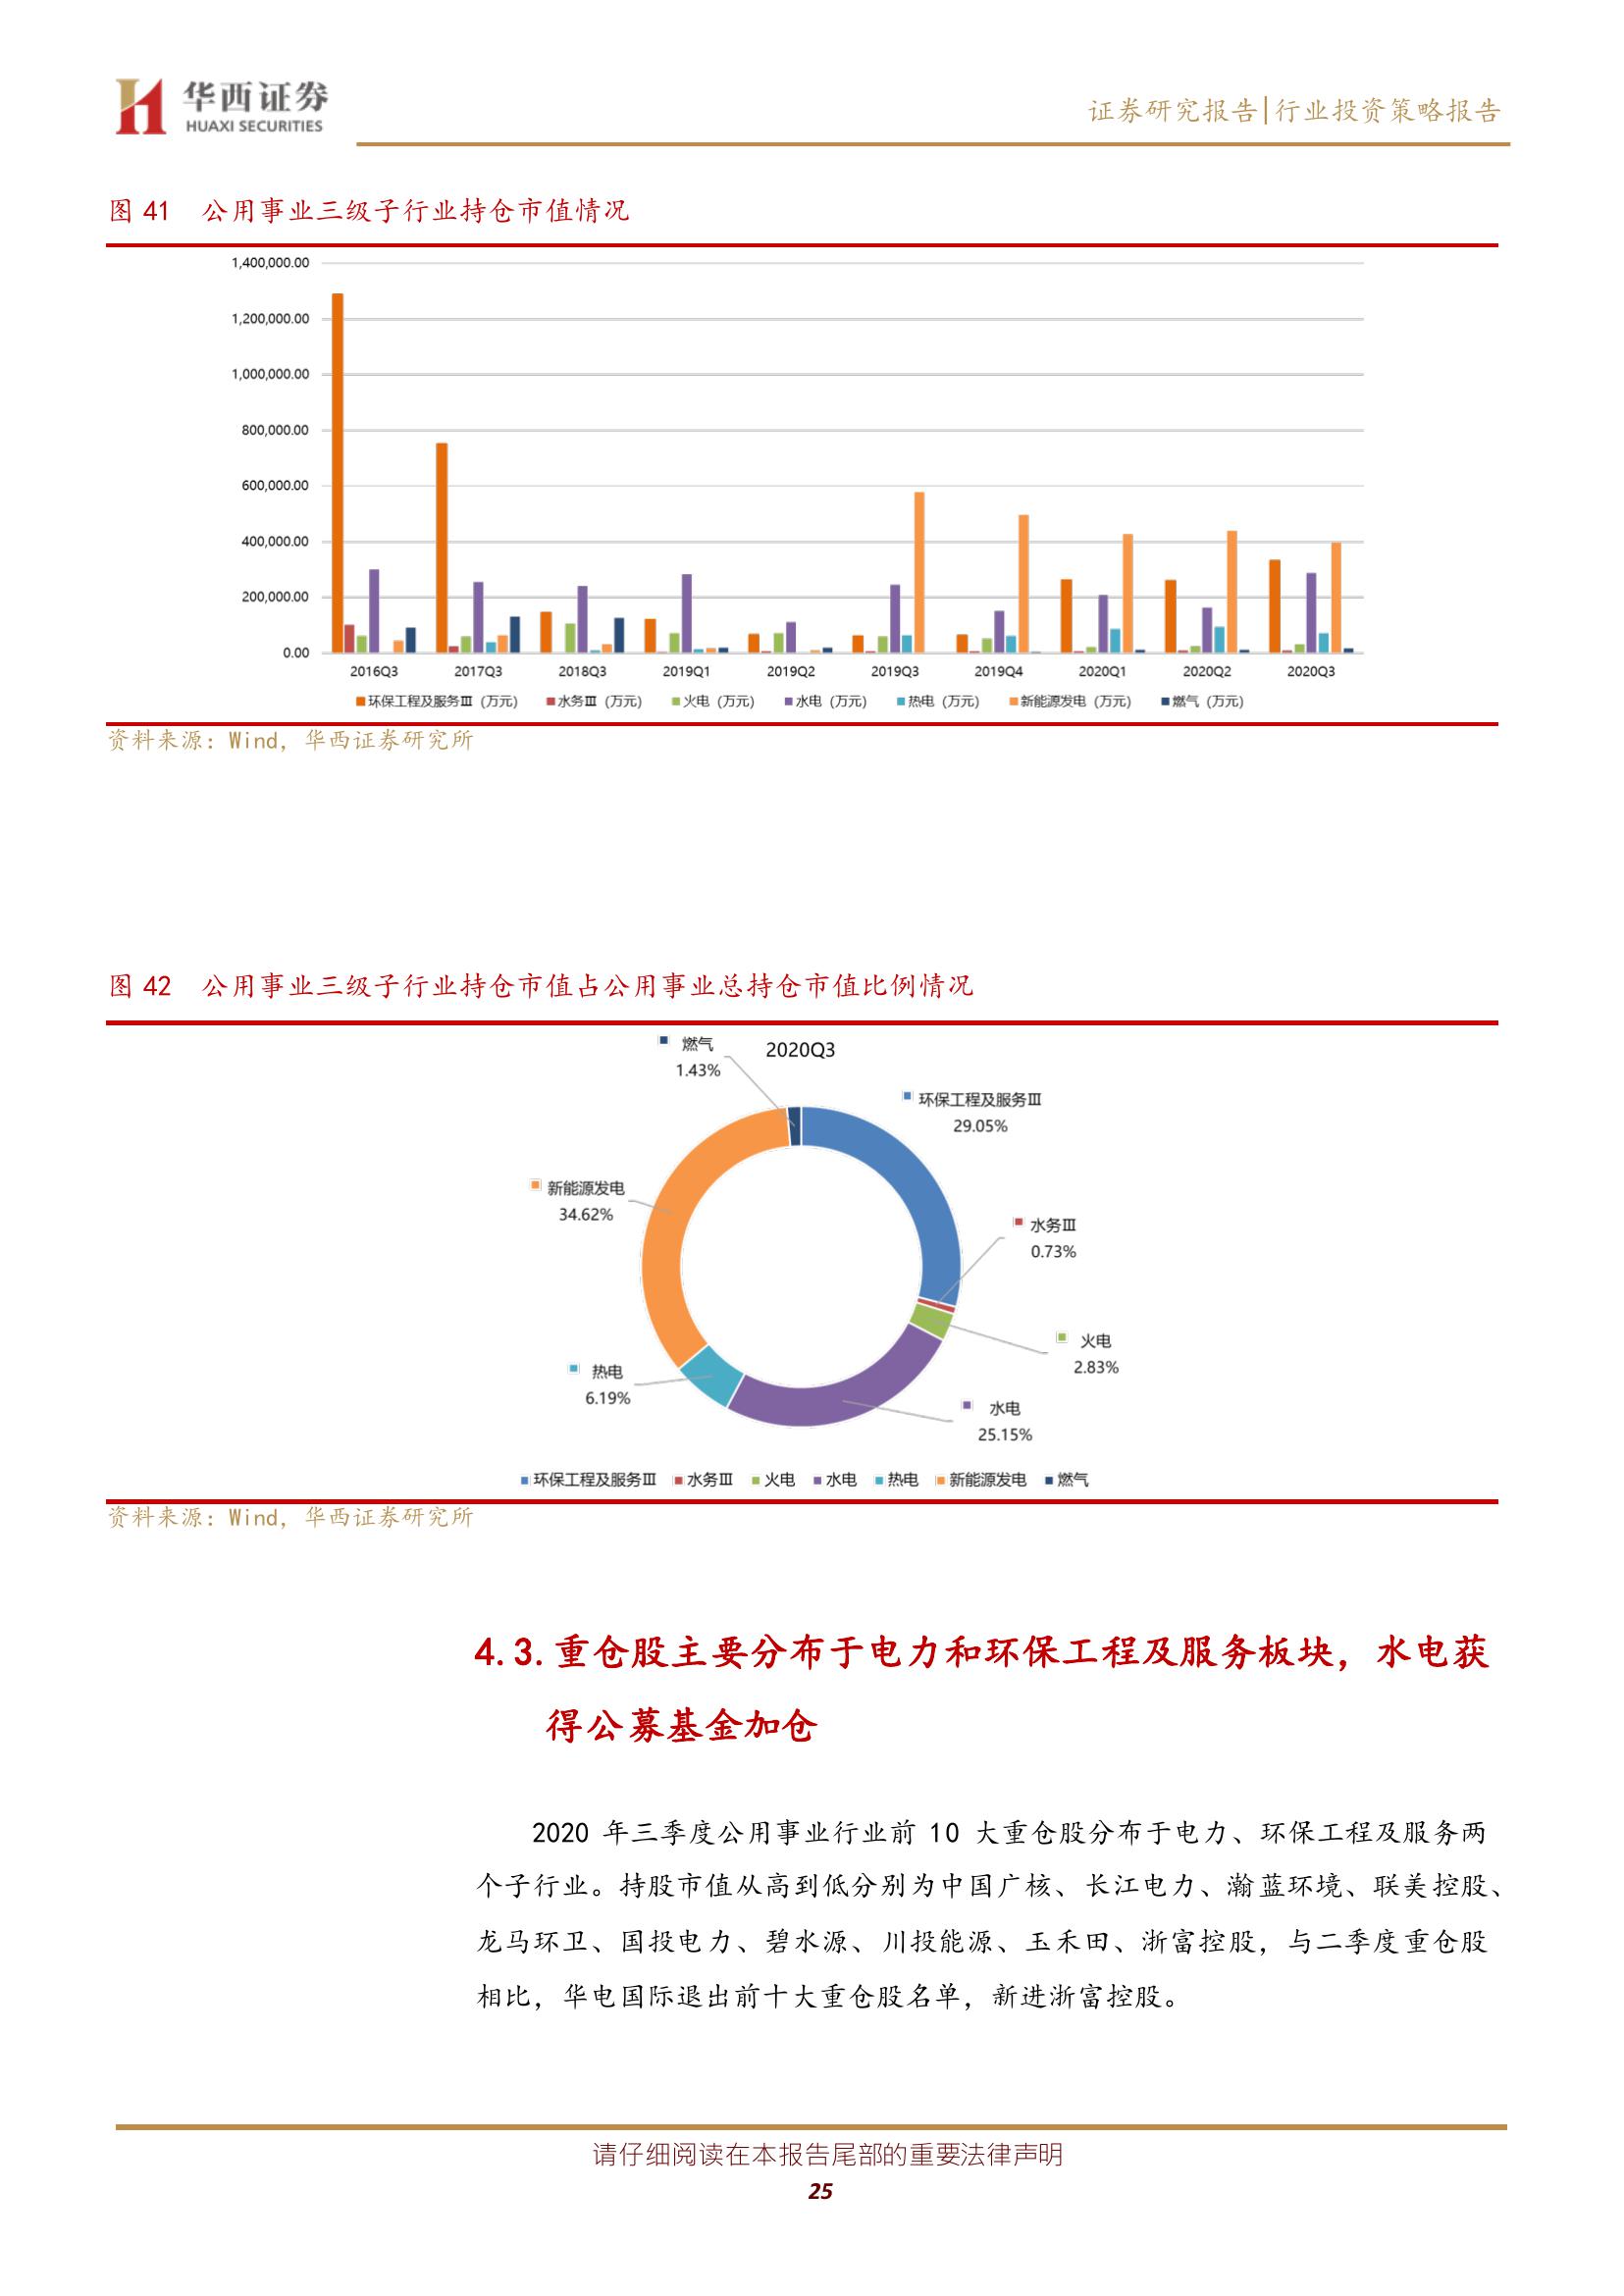 华西证券
HUAXI SECURITIES
证券研究报告|行业投资策略报告
图 41 公用事业三级子行业持仓市值情况
1,400,000.00
1,200,000.00
1,000,000.00
800,000.00
600,000.00
400,000.00
200,000.00
0.00
2016Q3 2017Q3 2018Q3 2019Q1 2019Q2 2019Q3 2019Q4 2020Q1 2020Q2 2020Q3
环保工程及服务Ⅲ (万元) 水务Ⅲ (万元) 火电 (万元) 水电 (万元) 热电 (万元) 新能源发电 (万元) 燃气 (万元)
资料来源：Wind，华西证券研究所
图 42 公用事业三级子行业持仓市值占公用事业总持仓市值比例情况
2020Q3
燃气
1.43%
环保工程及服务Ⅲ
29.05%
新能源发电
34.62%
水务Ⅲ
0.73%
火电
2.83%
热电
6.19%
水电
25.15%
环保工程及服务Ⅲ 水务Ⅲ 火电 水电 热电 新能源发电 燃气
资料来源：Wind，华西证券研究所
4.3.重仓股主要分布于电力和环保工程及服务板块，水电获
得公募基金加仓
2020 年三季度公用事业行业前 10 大重仓股分布于电力、环保工程及服务两
个子行业。持股市值从高到低分别为中国广核、长江电力、瀚蓝环境、联美控股、
龙马环卫、国投电力、碧水源、川投能源、玉禾田、浙富控股，与二季度重仓股
相比，华电国际退出前十大重仓股名单，新进浙富控股。
请仔细阅读在本报告尾部的重要法律声明
25